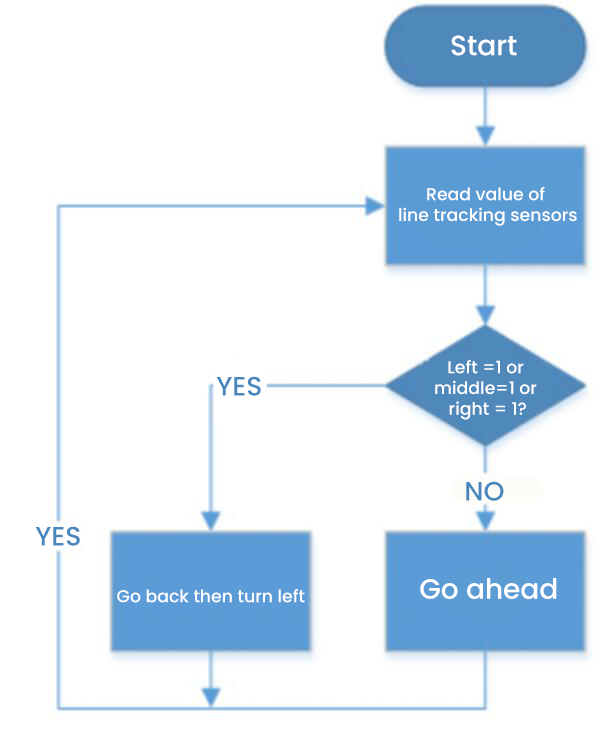 Start
Read value of
line tracking sensors
Left =1 or
middle=1 or
right = 1?
YES
NO
YES
Go back then turn left
Go ahead